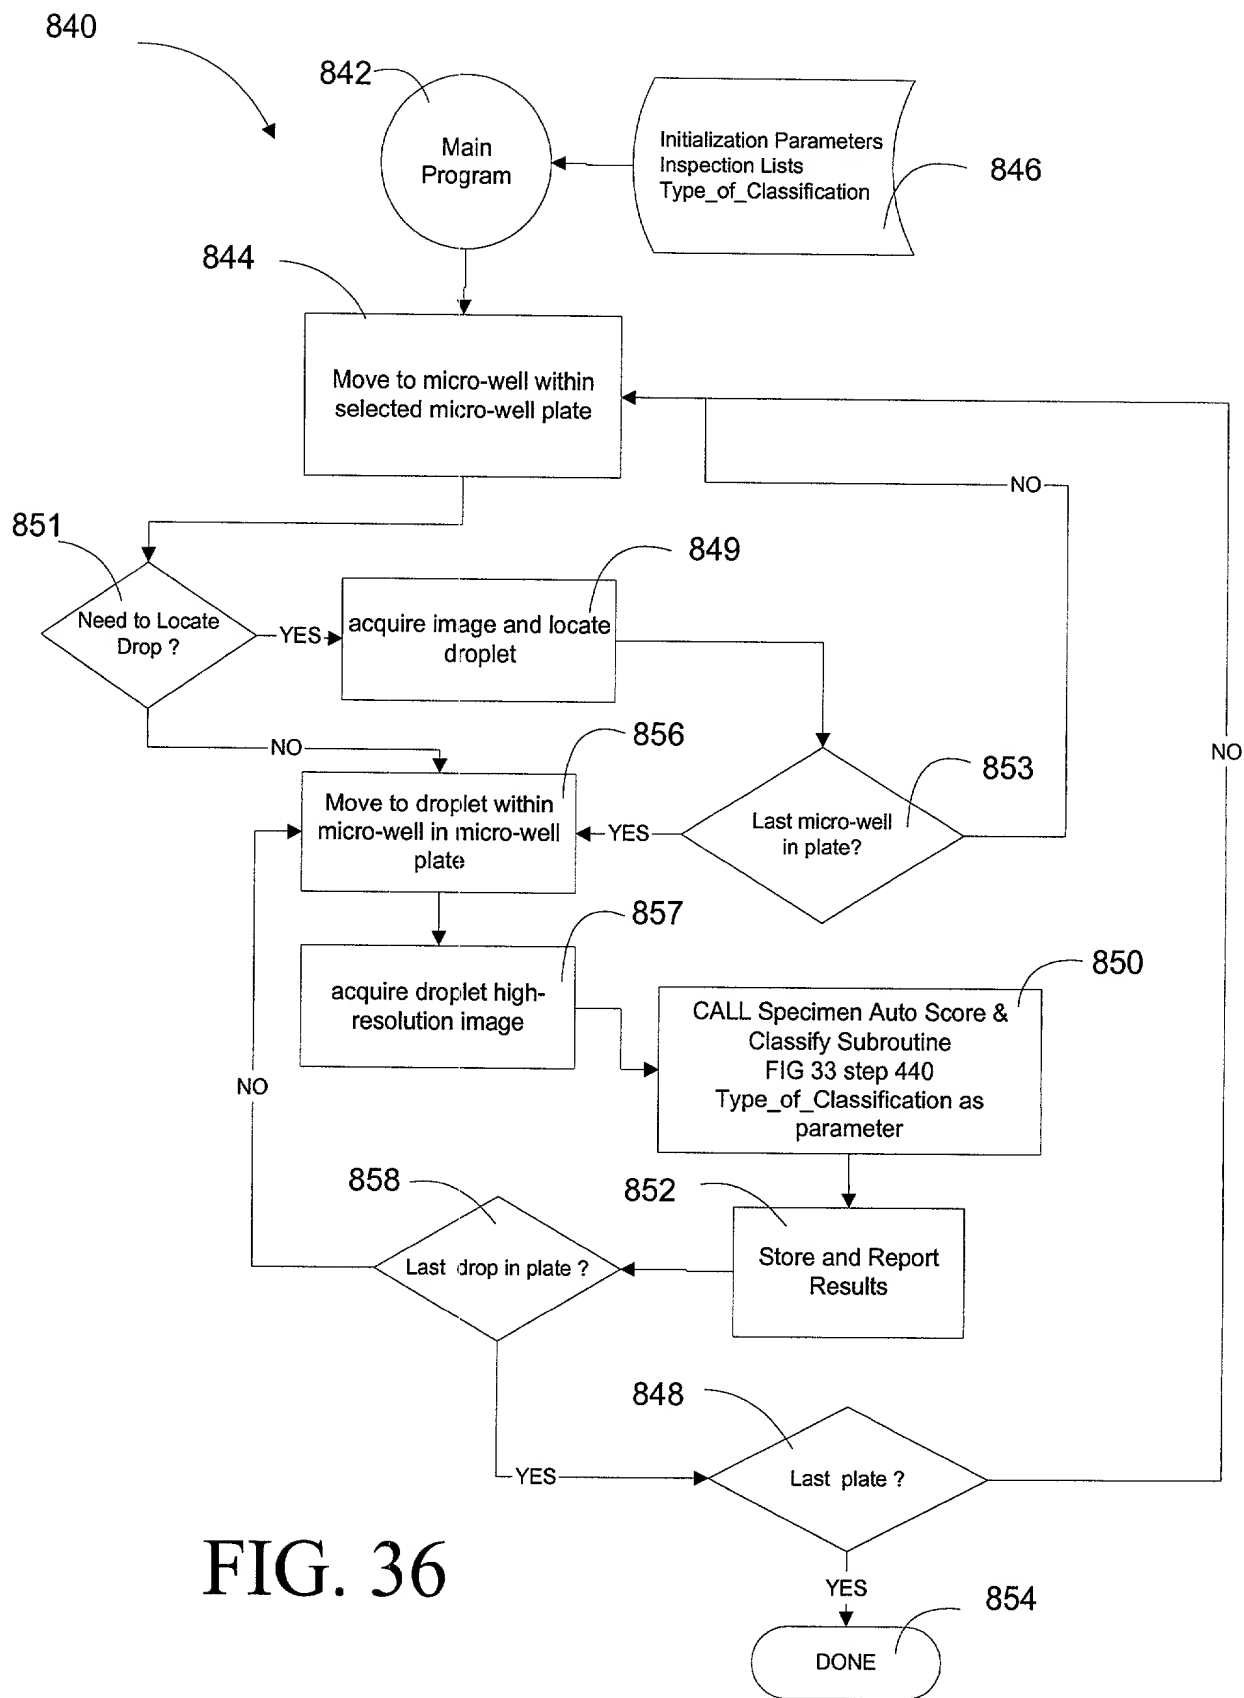 840
842
Main
Program
Initialization Parameters
Inspection Lists
Type_of_Classification
846
844
Move to micro-well within
selected micro-well plate
NO
851
Need to Locate
Drop ?
YES
849
acquire image and locate
droplet
NO
NO
856
Move to droplet within
micro-well in micro-well
plate
YES
853
Last micro-well
in plate?
857
acquire droplet high-
resolution image
850
CALL Specimen Auto Score &
Classify Subroutine
FIG 33 step 440
Type_of_Classification as
parameter
NO
858
Last drop in plate ?
852
Store and Report
Results
848
YES
Last plate ?
FIG. 36
YES
854
DONE